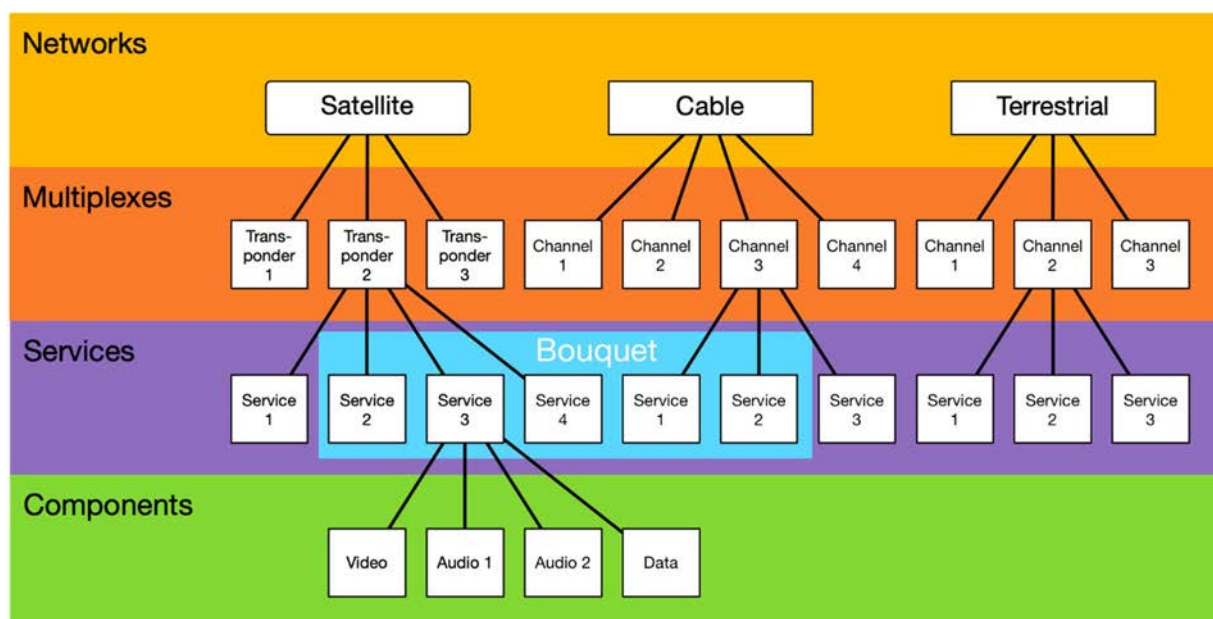 Networks
Satellite
Cable
Terrestrial
Multiplexes
Trans-
ponder
1
Trans-
ponder
2
Trans-
ponder
3
Channel
1
Channel
2
Channel
3
Channel
4
Channel
1
Channel
2
Channel
3
Services
Bouquet
Service
1
Service
2
Service
3
Service
4
Service
1
Service
2
Service
3
Service
1
Service
2
Service
3
Components
Video
Audio 1
Audio 2
Data